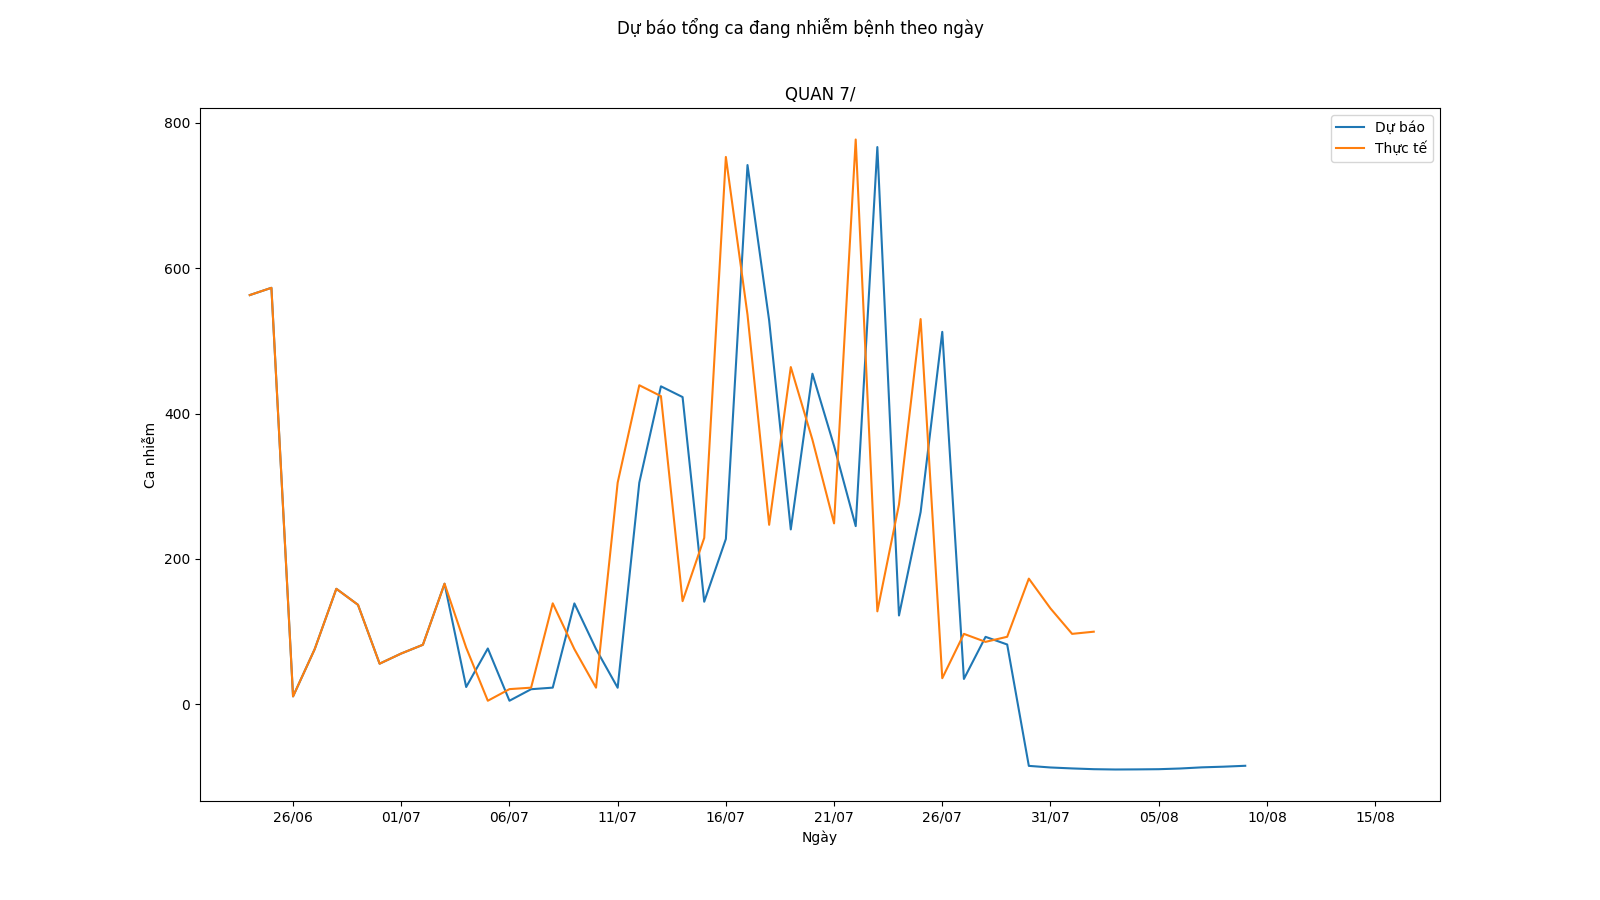 Dự báo tổng ca đang nhiễm bệnh theo ngày
QUAN 7/
Dự báo
Thực tế
800
600
400
200
0
Ca nhiễm
26/06
01/07
06/07
11/07
16/07
21/07
26/07
31/07
05/08
10/08
15/08
Ngày